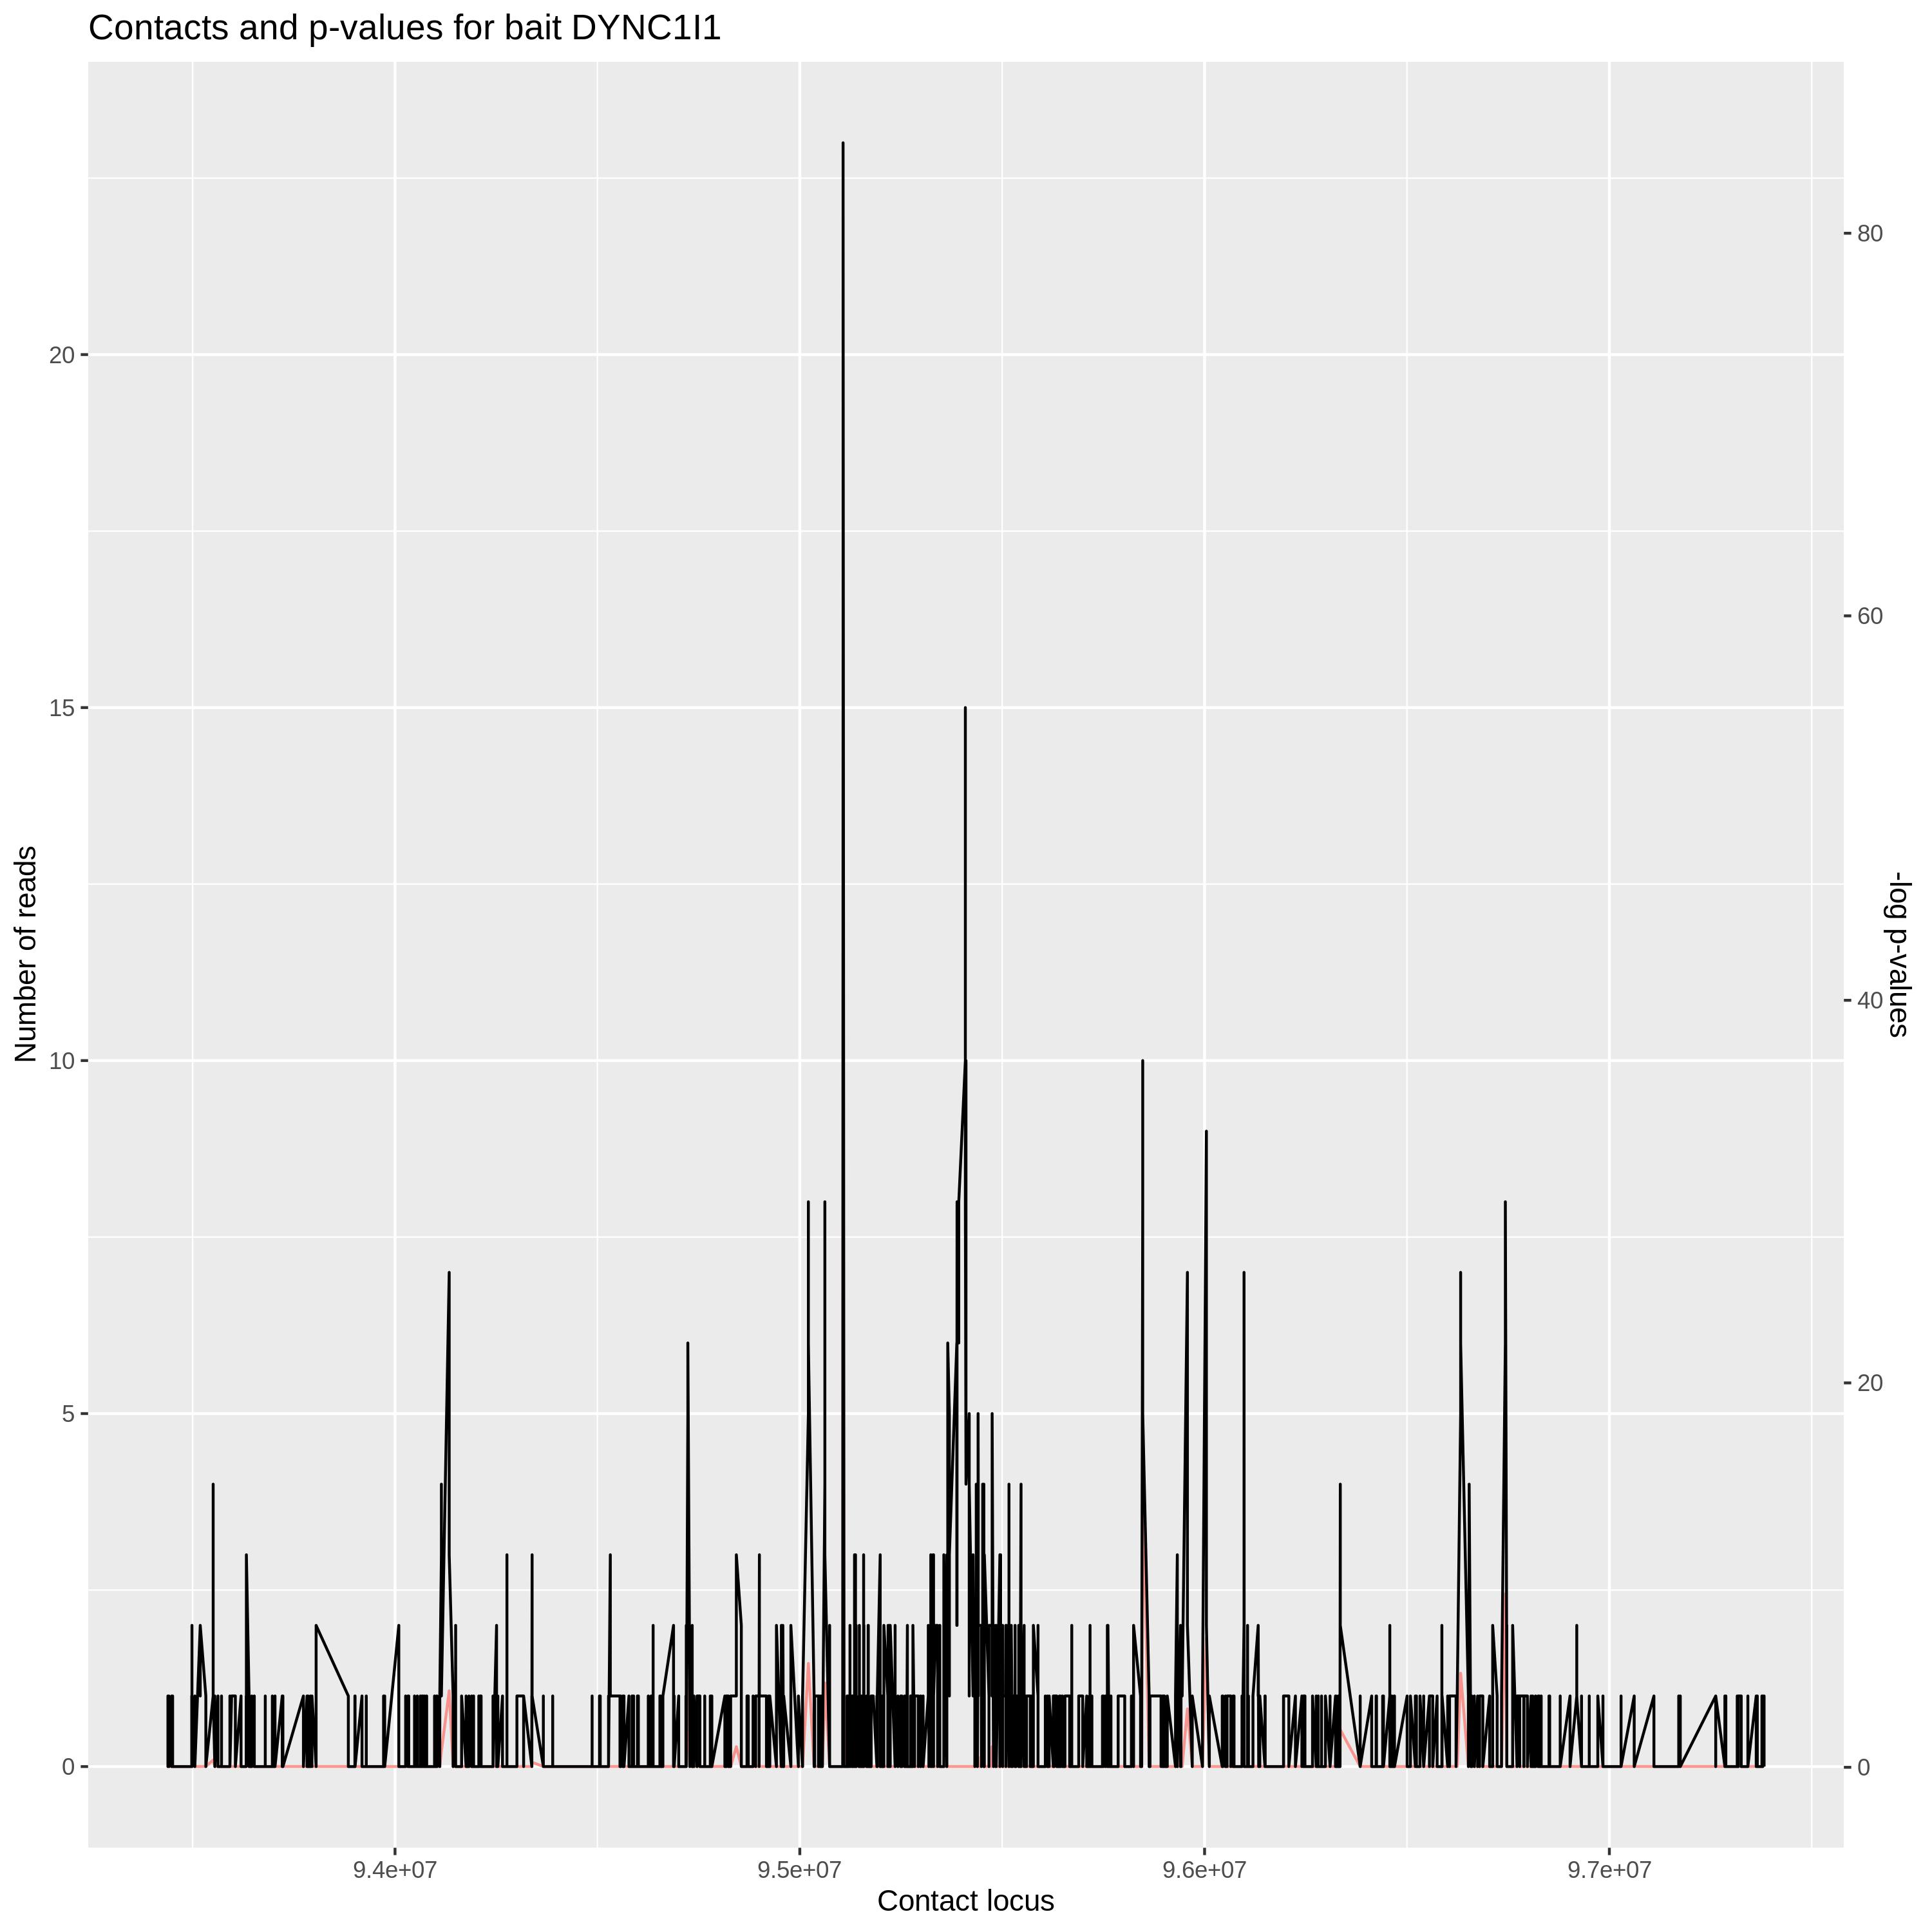 Contacts and p-values for bait DYNC1I1
Number of reads
20
15
10
5
0
80
60
40
20
0
-log p-values
9.4e+07
9.5e+07
9.6e+07
9.7e+07
Contact locus